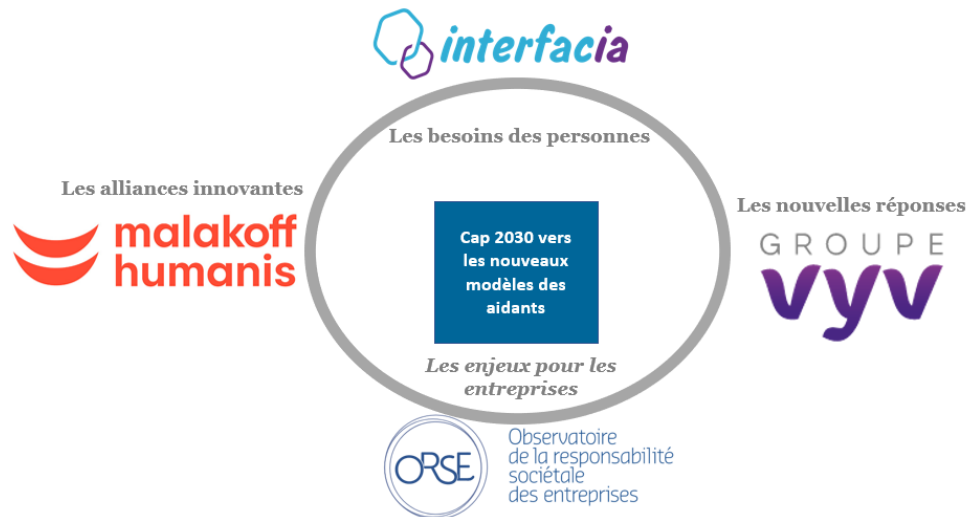 interfacia
Les besoins des personnes
Les alliances innovantes
malakoff
humanis
Cap 2030 vers
les nouveaux
modèles des
aidants
Les nouvelles réponses
GROUPE
vyv
Les enjeux pour les
entreprises
ORSE
Observatoire
de la responsabilité
sociétale
des entreprises